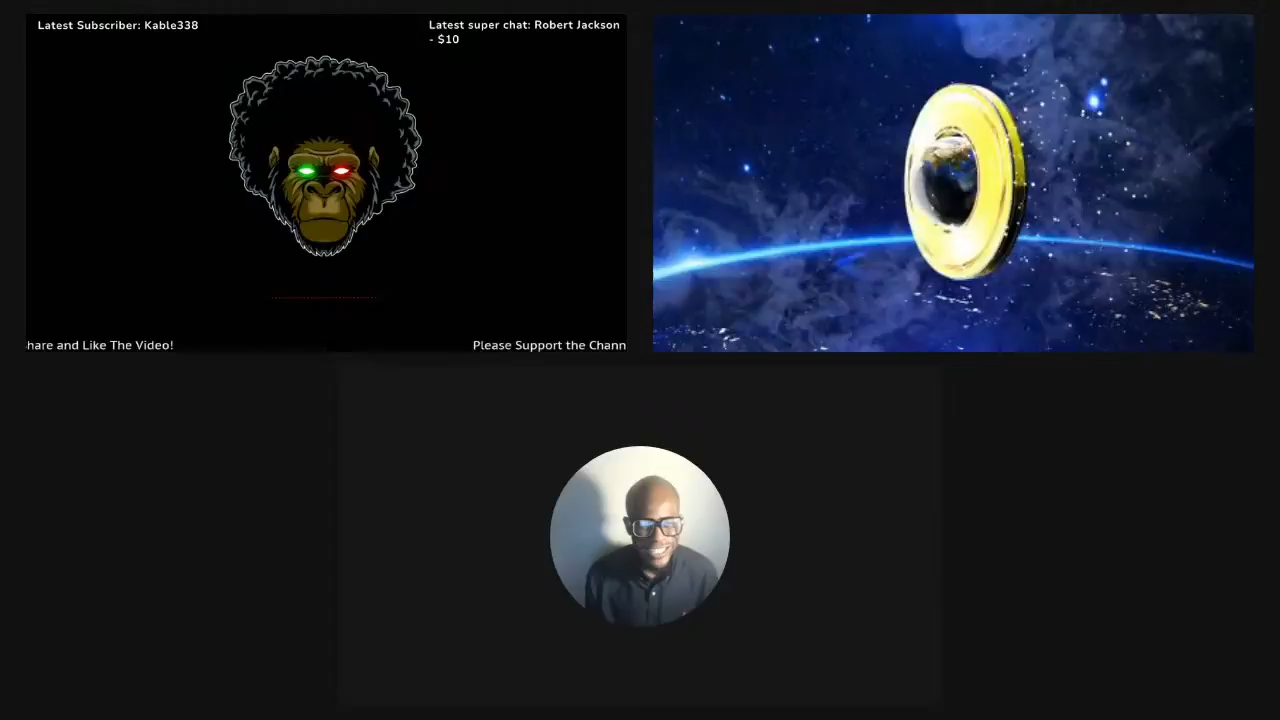 Latest Subscriber: Kable338
Latest super chat: Robert Jackson
- $10
hare and Like The Video!
Please Support the Chann